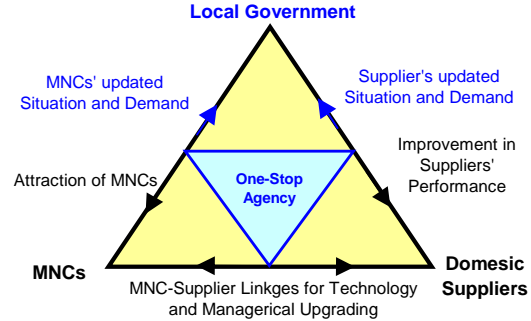 Local Government
MNCs' updated
Situation and Demand
Supplier's updated
Situation and Demand
Attraction of MNCs
One-Stop
Agency
Improvement in
Suppliers'
Performance
MNCs
Domesic
Suppliers
MNC-Supplier Linkges for Technology
and Managerical Upgrading